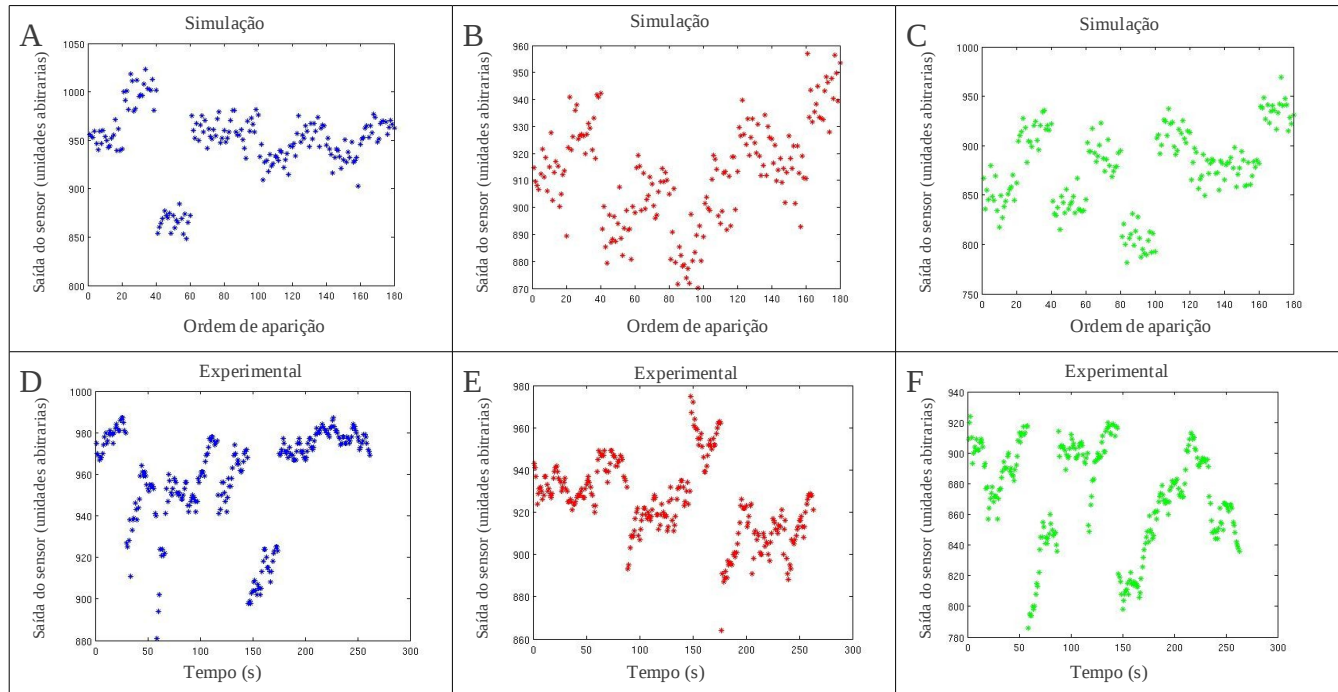 A
Simulação
Saída do sensor (unidades abitrarias)
1050
1000
950
900
850
800
0 20 40 60 80 100 120 140 160 180
Ordem de aparição
B
Simulação
Saída do sensor (unidades abitrarias)
960
950
940
930
920
910
900
890
880
870
0 20 40 60 80 100 120 140 160 180
Ordem de aparição
C
Simulação
Saída do sensor (unidades abitrarias)
1000
950
900
850
800
750
0 20 40 60 80 100 120 140 160 180
Ordem de aparição
D
Experimental
Saída do sensor (unidades abitrarias)
1000
980
960
940
920
900
880
0 50 100 150 200 250 300
Tempo (s)
E
Experimental
Saída do sensor (unidades abitrarias)
980
960
940
920
900
880
860
0 50 100 150 200 250 300
Tempo (s)
F
Experimental
Saída do sensor (unidades abitrarias)
940
920
900
880
860
840
820
800
780
0 50 100 150 200 250 300
Tempo (s)